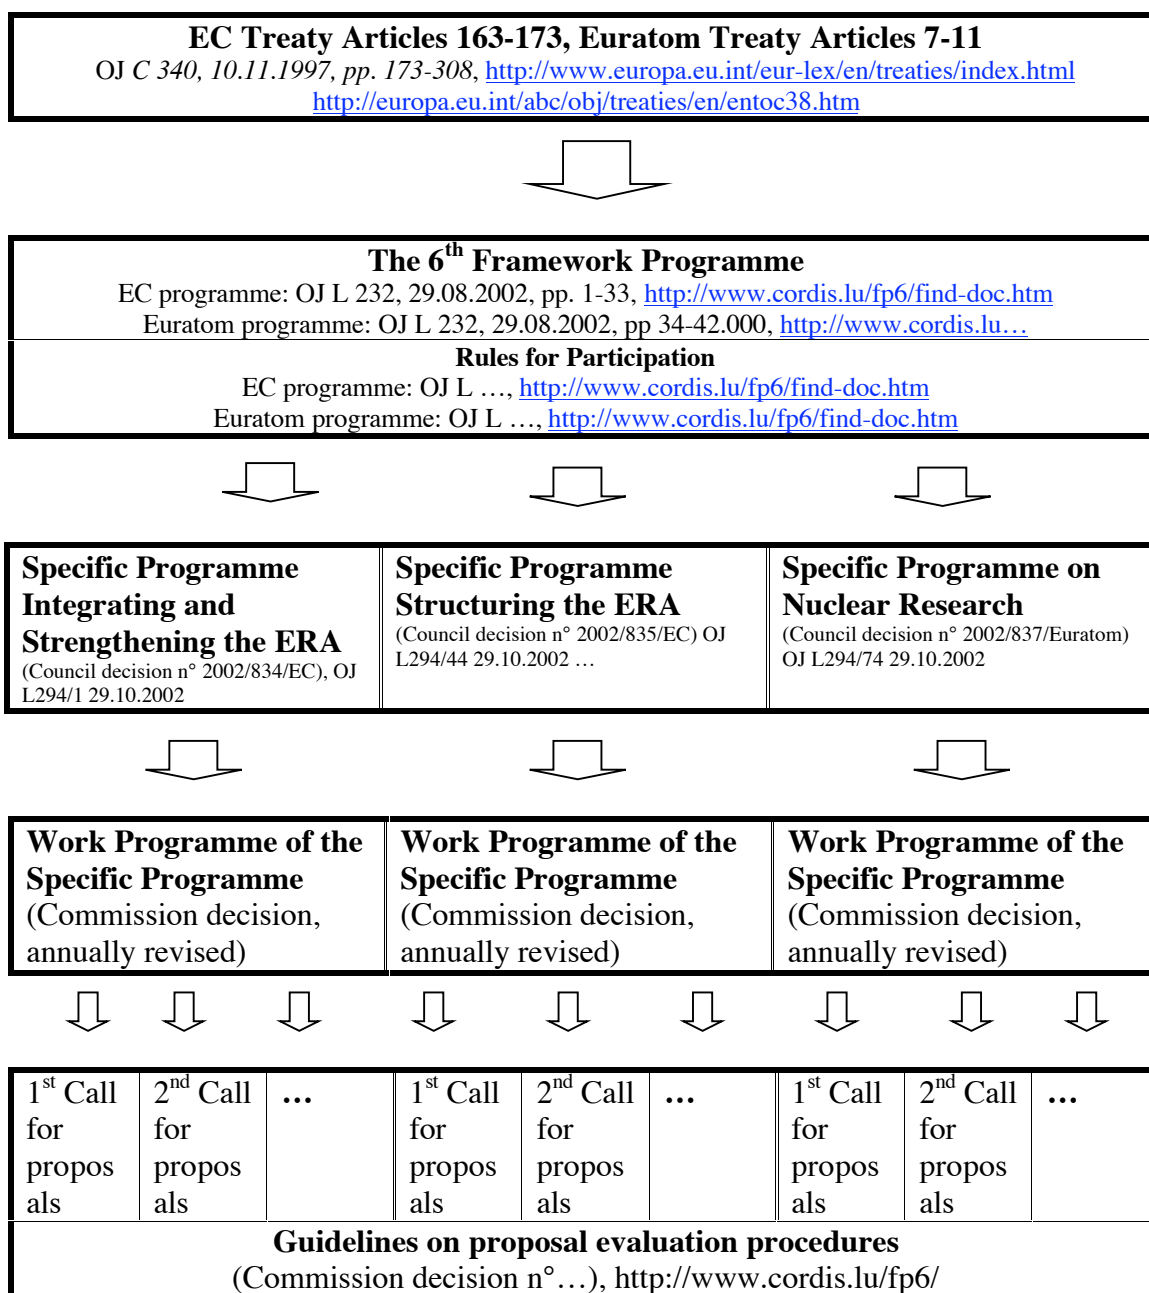 EC Treaty Articles 163-173, Euratom Treaty Articles 7-11
OJ C 340, 10.11.1997, pp. 173-308, http://www.europa.eu.int/eur-lex/en/treaties/index.html
http://europa.eu.int/abc/obj/treaties/en/entoc38.htm
The 6th Framework Programme
EC programme: OJ L 232, 29.08.2002, pp. 1-33, http://www.cordis.lu/fp6/find-doc.htm
Euratom programme: OJ L 232, 29.08.2002, pp 34-42.000, http://www.cordis.lu…
Rules for Participation
EC programme: OJ L …, http://www.cordis.lu/fp6/find-doc.htm
Euratom programme: OJ L …, http://www.cordis.lu/fp6/find-doc.htm
Specific Programme
Integrating and
Strengthening the ERA
(Council decision n° 2002/834/EC), OJ
L294/1 29.10.2002
Specific Programme
Structuring the ERA
(Council decision n° 2002/835/EC) OJ
L294/44 29.10.2002 …
Specific Programme on
Nuclear Research
(Council decision n° 2002/837/Euratom)
OJ L294/74 29.10.2002
Work Programme of the
Specific Programme
(Commission decision,
annually revised)
Work Programme of the
Specific Programme
(Commission decision,
annually revised)
Work Programme of the
Specific Programme
(Commission decision,
annually revised)
1st Call
for
propos
als
2nd Call
for
propos
als
…
1st Call
for
propos
als
2nd Call
for
propos
als
…
1st Call
for
propos
als
2nd Call
for
propos
als
…
Guidelines on proposal evaluation procedures
(Commission decision n°…), http://www.cordis.lu/fp6/